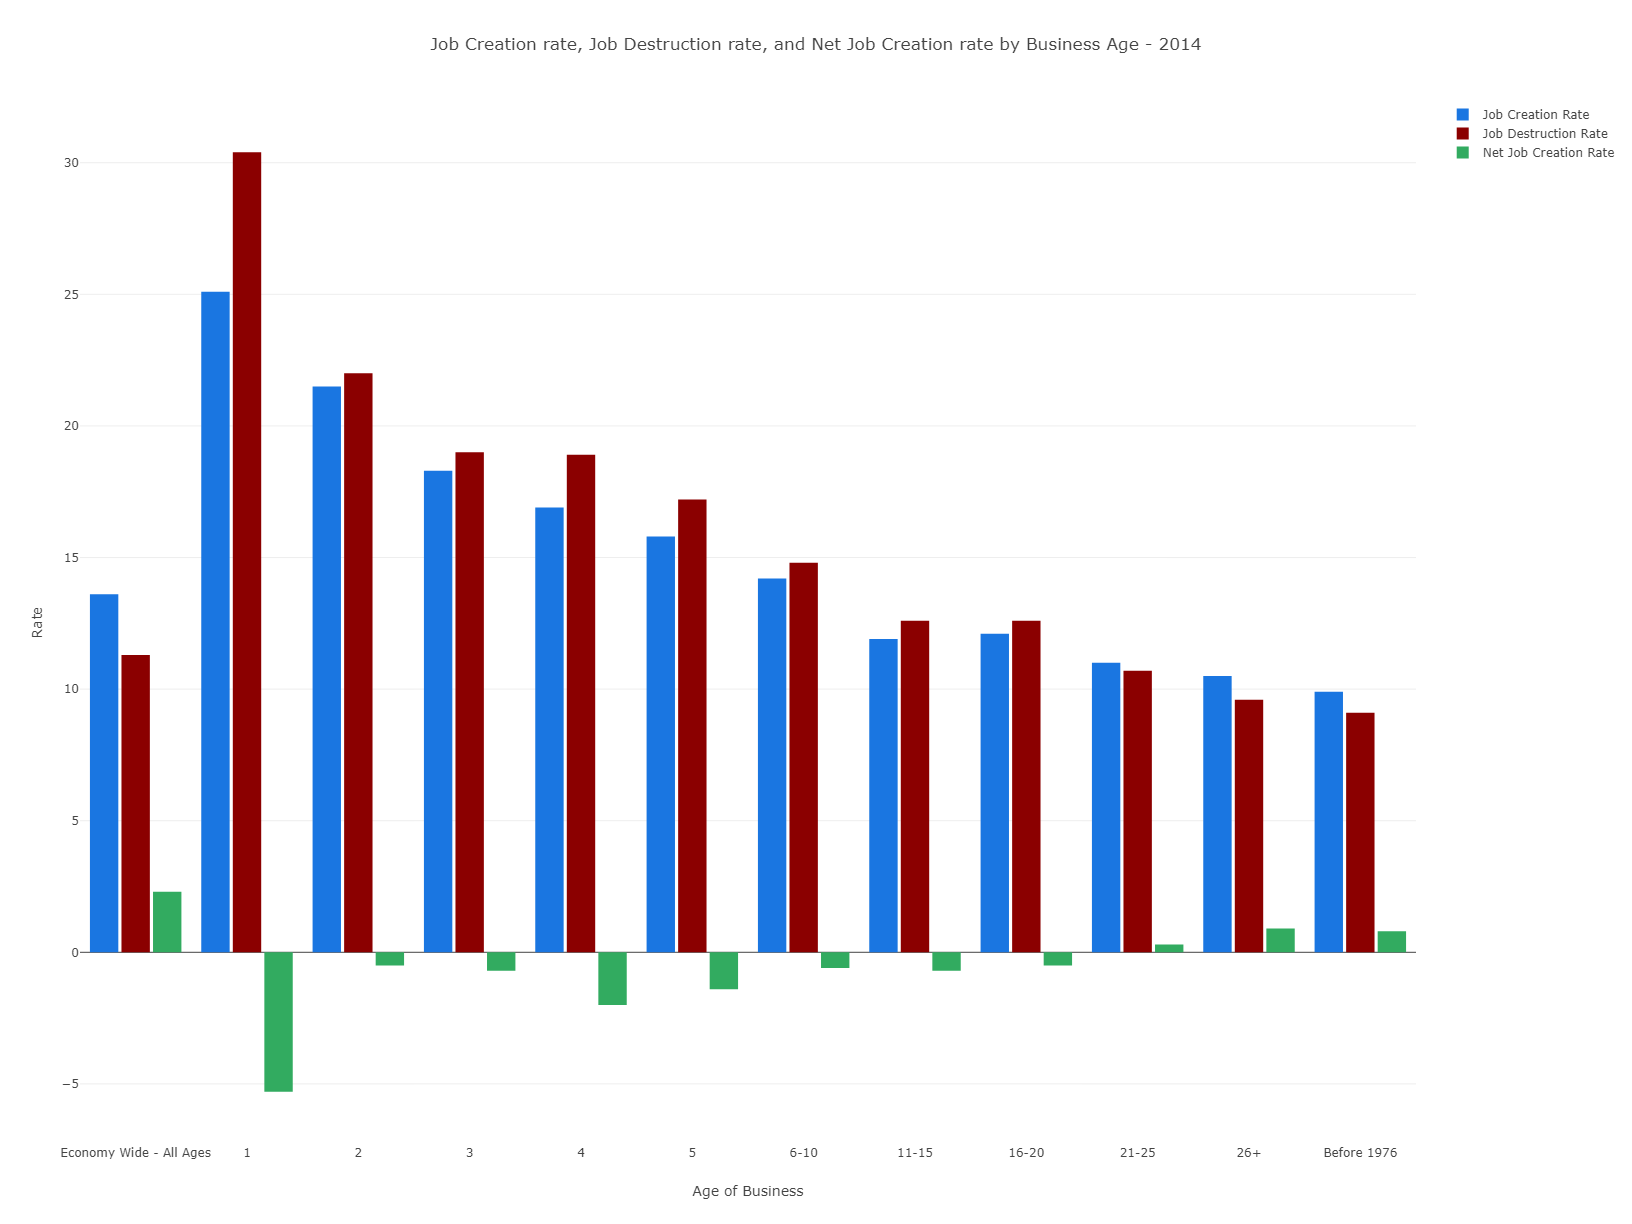 Job Creation rate, Job Destruction rate, and Net Job Creation rate by Business Age - 2014
Job Creation Rate
Job Destruction Rate
Net Job Creation Rate
30
25
20
15
10
5
0
−5
Rate
Economy Wide - All Ages 1 2 3 4 5 6-10 11-15 16-20 21-25 26+ Before 1976
Age of Business